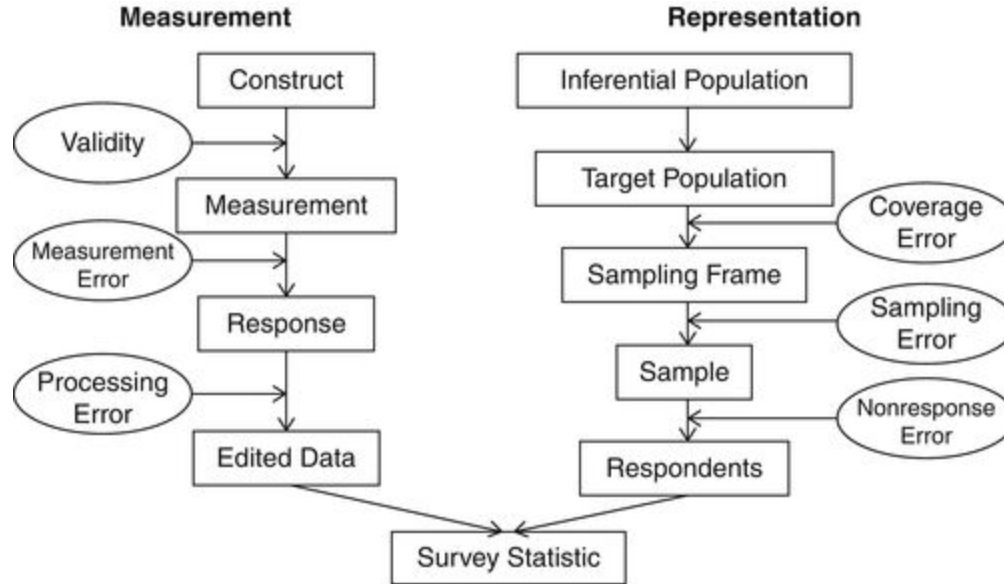 Measurement
Representation
Construct
Inferential Population
Validity
Target Population
Measurement
Coverage
Error
Measurement
Error
Sampling Frame
Response
Sampling
Error
Processing
Error
Sample
Nonresponse
Error
Edited Data
Respondents
Survey Statistic